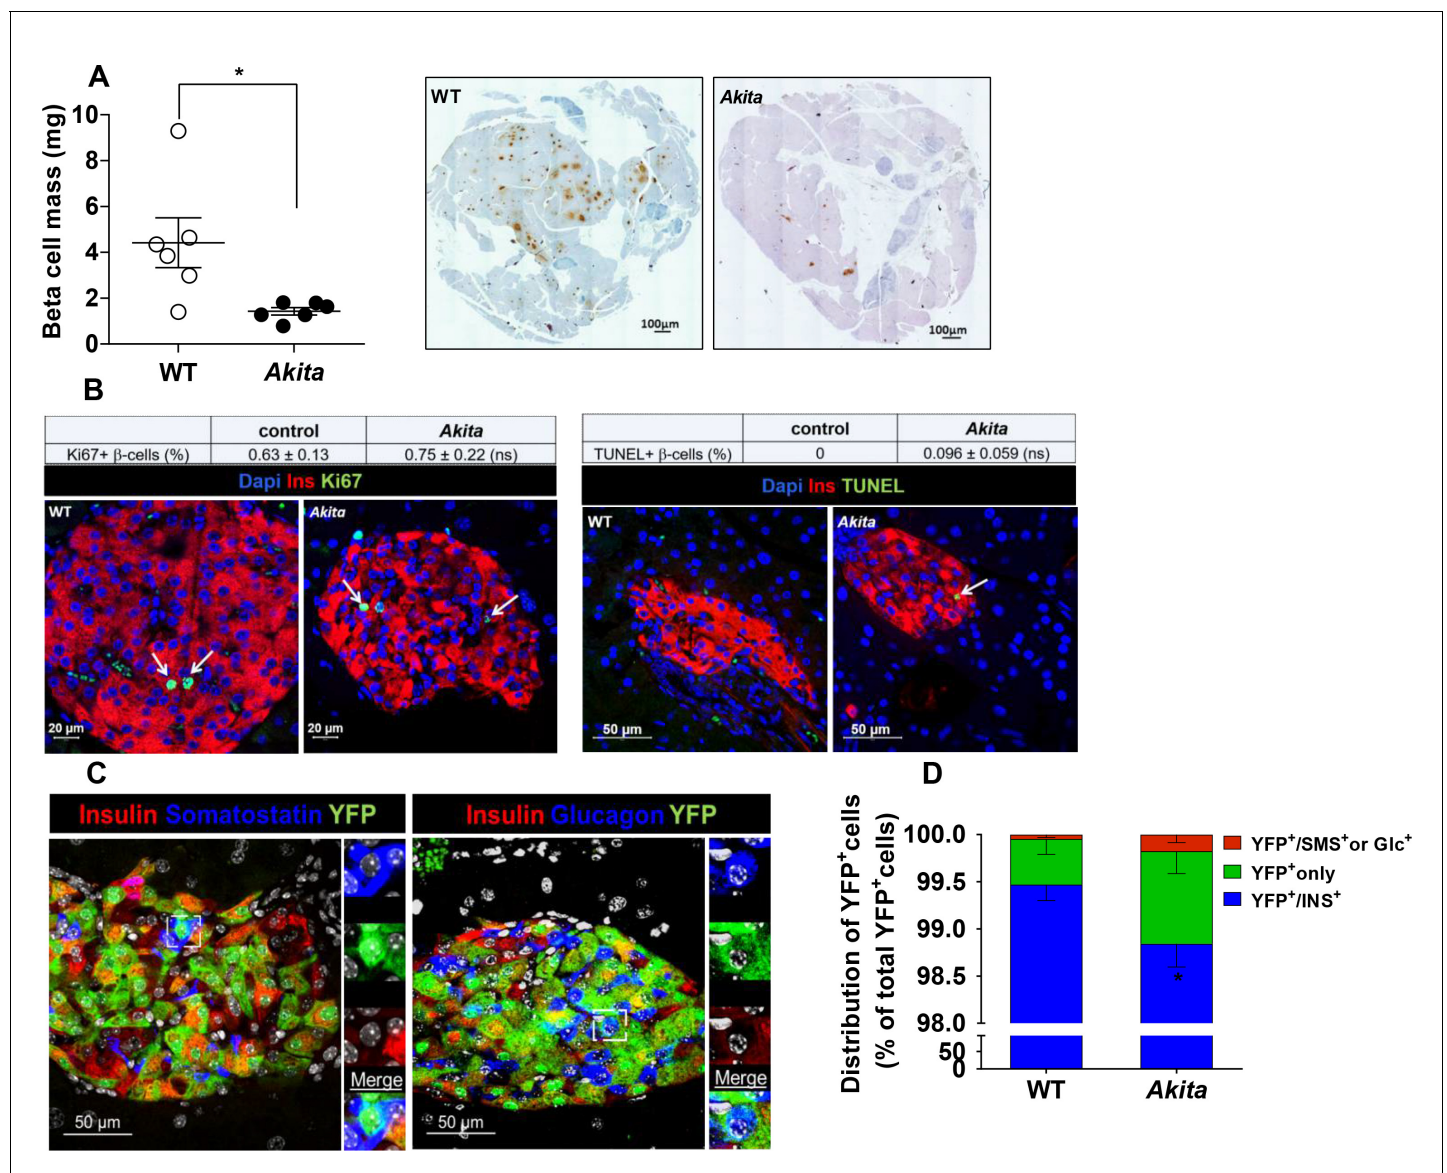 A
*
Beta cell mass (mg)
10
8
6
4
2
0
WT
Akita
WT
100µm
Akita
100µm
B
control Akita
Ki67+ β-cells (%) 0.63 ± 0.13 0.75 ± 0.22 (ns)
Dapi Ins Ki67
WT
20 µm
Akita
20 µm
control Akita
TUNEL+ β-cells (%) 0 0.096 ± 0.059 (ns)
Dapi Ins TUNEL
WT
50 µm
Akita
50 µm
C
Insulin Somatostatin YFP
50 µm
Merge
Insulin Glucagon YFP
50 µm
Merge
D
Distribution of YFP⁺cells
(% of total YFP⁺cells)
100.0
99.5
99.0
98.5
98.0
50
0
*
WT
Akita
YFP⁺/SMS⁺or Glc⁺
YFP⁺only
YFP⁺/INS⁺